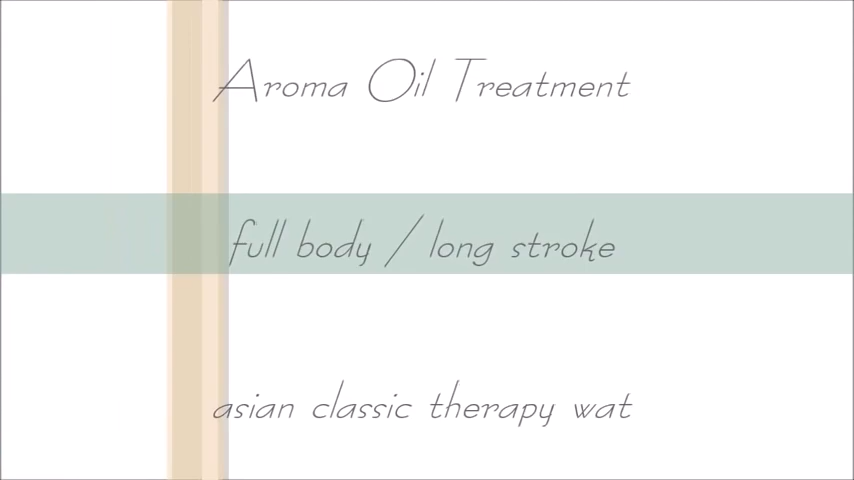 Aroma Oil Treatment
full body / long stroke
asian classic therapy wat